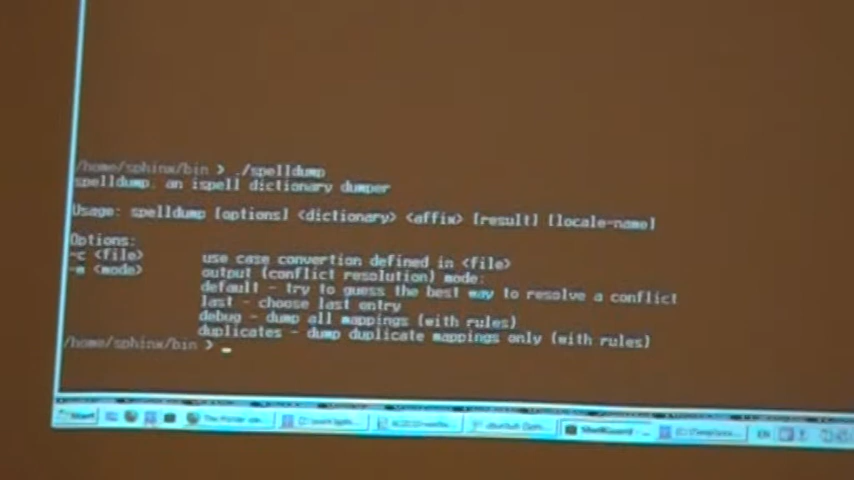 /home/sphinx/bin > ./spelldump
spelldump, an ispell dictionary dumper
Usage: spelldump [options] <dictionary> <affix> [result] [locale-name]
Options:
-c <file> use case convertion defined in <file>
-m <mode> output (conflict resolution) mode:
default - try to guess the best way to resolve a conflict
last - choose last entry
debug - dump all mappings (with rules)
duplicates - dump duplicate mappings only (with rules)
/home/sphinx/bin >
Start
ShellGuard
EN